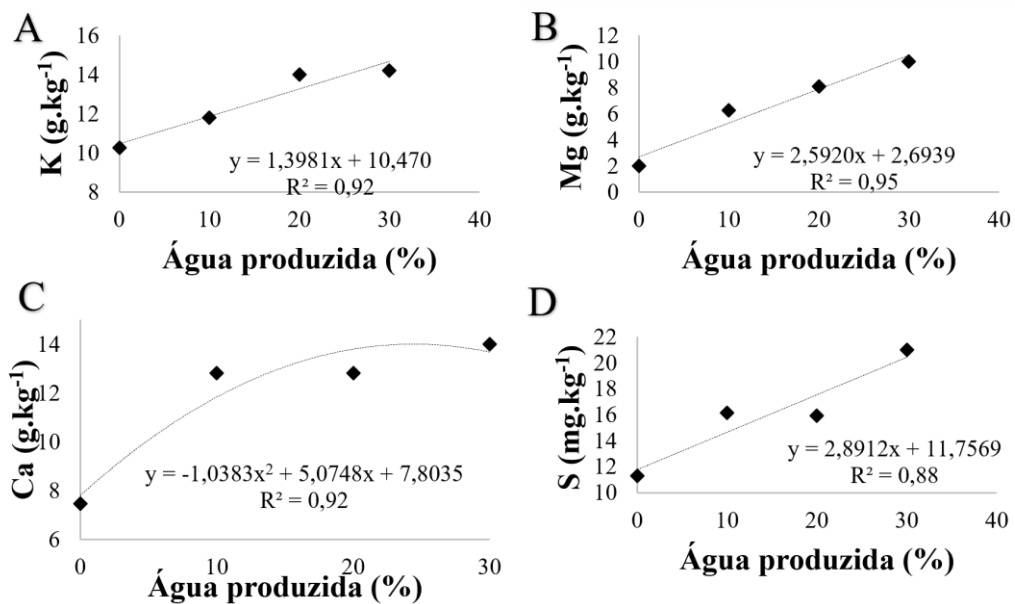 A
K (g.kg⁻¹)
16
14
12
10
8
y = 1,3981x + 10,470
R² = 0,92
0 10 20 30 40
Água produzida (%)
B
Mg (g.kg⁻¹)
12
10
8
6
4
2
0
y = 2,5920x + 2,6939
R² = 0,95
0 10 20 30 40
Água produzida (%)
C
Ca (g.kg⁻¹)
14
12
10
8
6
y = -1,0383x² + 5,0748x + 7,8035
R² = 0,92
0 10 20 30
Água produzida (%)
D
S (mg.kg⁻¹)
22
20
18
16
14
12
10
y = 2,8912x + 11,7569
R² = 0,88
0 10 20 30 40
Água produzida (%)